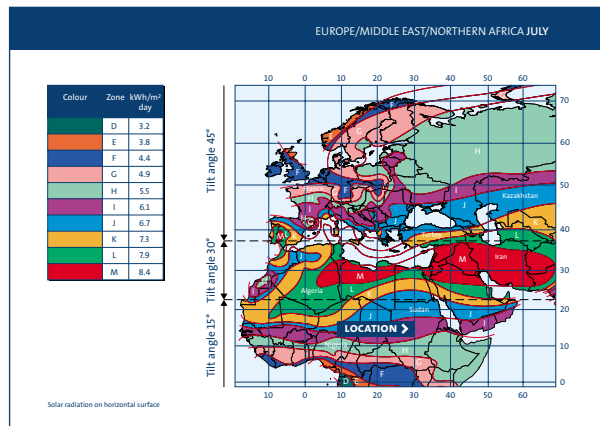 EUROPE/MIDDLE EAST/NORTHERN AFRICA JULY
Colour Zone kWh/m² day
D 3.2
E 3.8
F 4.4
G 4.9
H 5.5
I 6.1
J 6.7
K 7.3
L 7.9
M 8.4
Solar radiation on horizontal surface
Tilt angle 45°
Tilt angle 30°
Tilt angle 15°
10 0 10 20 30 40 50 60
70
60
50
40
30
20
10
0
10 0 10 20 30 40 50 60
E
G
H
F
France
F
H
I
J
Kazakhstan
G
J
K
M
L
J
M
Iran
M
L
Algeria
J
Sudan
J
I
LOCATION
H
G
F
D
E